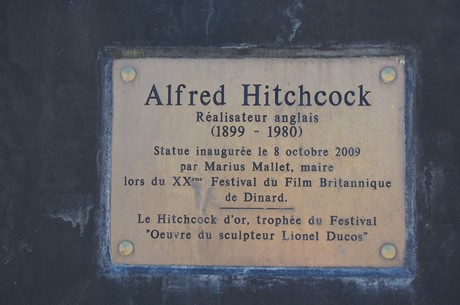 Alfred Hitchcock
Réalisateur anglais
(1899 - 1980)
Statue inaugurée le 8 octobre 2009
par Marius Mallet, maire
lors du XXème Festival du Film Britannique
de Dinard.
Le Hitchcock d'or, trophée du Festival
"Oeuvre du sculpteur Lionel Ducos"